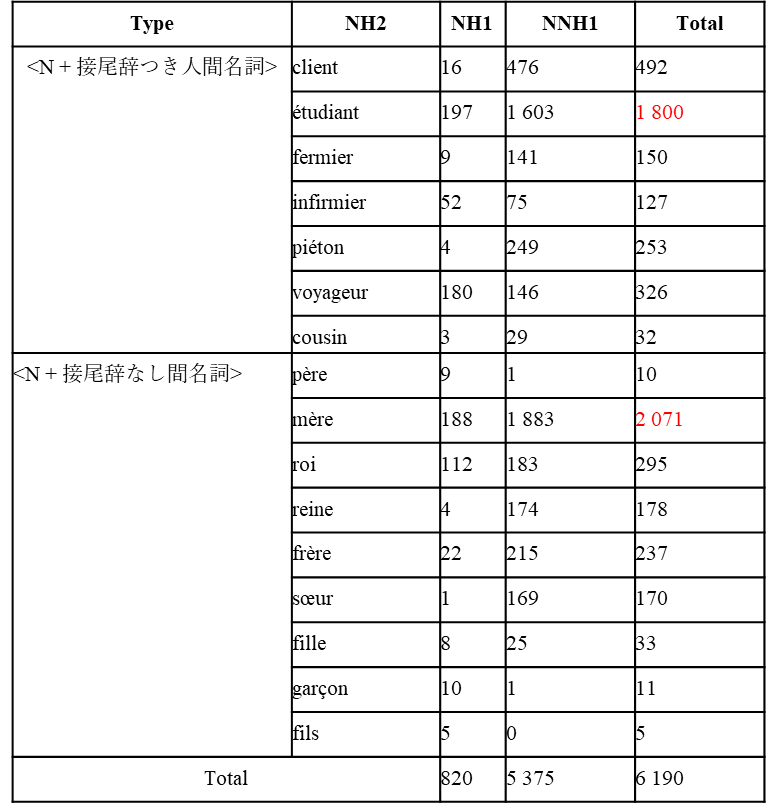 Type NH2 NH1 NNH1 Total
<N + 接尾辞つき人間名詞> client 16 476 492
étudiant 197 1 603 1 800
fermier 9 141 150
infirmier 52 75 127
piéton 4 249 253
voyageur 180 146 326
cousin 3 29 32
<N + 接尾辞なし間名詞> père 9 1 10
mère 188 1 883 2 071
roi 112 183 295
reine 4 174 178
frère 22 215 237
sœur 1 169 170
fille 8 25 33
garçon 10 1 11
fils 5 0 5
Total 820 5 375 6 190